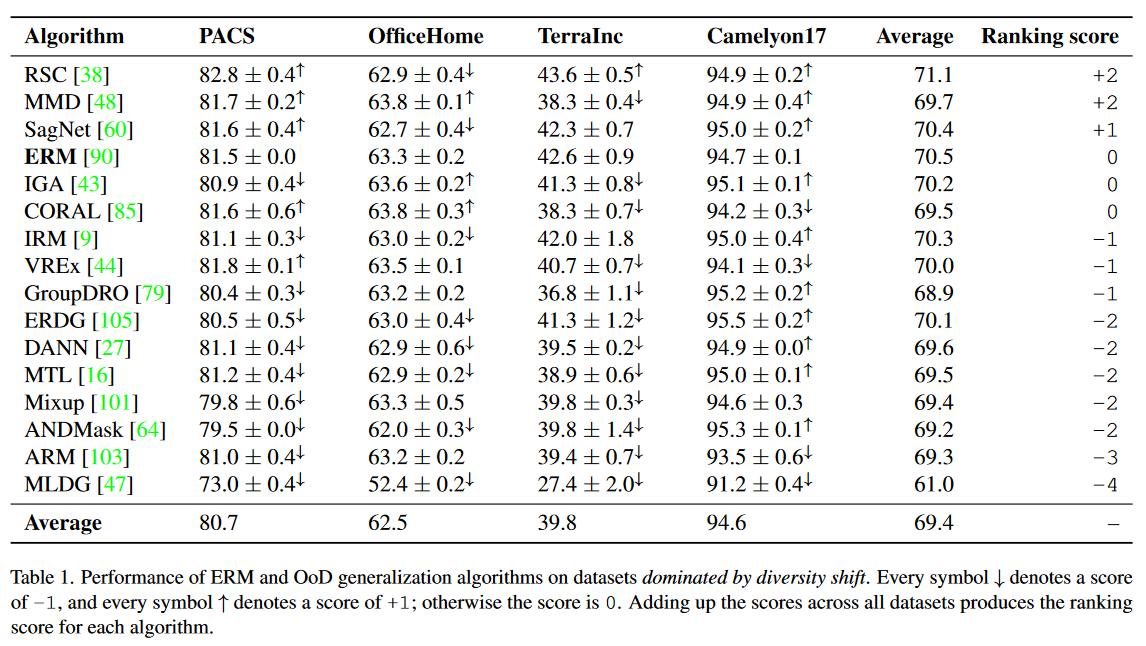 Algorithm PACS OfficeHome TerraInc Camelyon17 Average Ranking score
RSC [38] 82.8 ± 0.4↑ 62.9 ± 0.4↓ 43.6 ± 0.5↑ 94.9 ± 0.2↑ 71.1 +2
MMD [48] 81.7 ± 0.2↑ 63.8 ± 0.1↑ 38.3 ± 0.4↓ 94.9 ± 0.4↑ 69.7 +2
SagNet [60] 81.6 ± 0.4↑ 62.7 ± 0.4↓ 42.3 ± 0.7 95.0 ± 0.2↑ 70.4 +1
ERM [90] 81.5 ± 0.0 63.3 ± 0.2 42.6 ± 0.9 94.7 ± 0.1 70.5 0
IGA [43] 80.9 ± 0.4↓ 63.6 ± 0.2↑ 41.3 ± 0.8↓ 95.1 ± 0.1↑ 70.2 0
CORAL [85] 81.6 ± 0.6↑ 63.8 ± 0.3↑ 38.3 ± 0.7↓ 94.2 ± 0.3↓ 69.5 0
IRM [9] 81.1 ± 0.3↓ 63.0 ± 0.2↓ 42.0 ± 1.8 95.0 ± 0.4↑ 70.3 −1
VREx [44] 81.8 ± 0.1↑ 63.5 ± 0.1 40.7 ± 0.7↓ 94.1 ± 0.3↓ 70.0 −1
GroupDRO [79] 80.4 ± 0.3↓ 63.2 ± 0.2 36.8 ± 1.1↓ 95.2 ± 0.2↑ 68.9 −1
ERDG [105] 80.5 ± 0.5↓ 63.0 ± 0.4↓ 41.3 ± 1.2↓ 95.5 ± 0.2↑ 70.1 −2
DANN [27] 81.1 ± 0.4↓ 62.9 ± 0.6↓ 39.5 ± 0.2↓ 94.9 ± 0.0↑ 69.6 −2
MTL [16] 81.2 ± 0.4↓ 62.9 ± 0.2↓ 38.9 ± 0.6↓ 95.0 ± 0.1↑ 69.5 −2
Mixup [101] 79.8 ± 0.6↓ 63.3 ± 0.5 39.8 ± 0.3↓ 94.6 ± 0.3 69.4 −2
ANDMask [64] 79.5 ± 0.0↓ 62.0 ± 0.3↓ 39.8 ± 1.4↓ 95.3 ± 0.1↑ 69.2 −2
ARM [103] 81.0 ± 0.4↓ 63.2 ± 0.2 39.4 ± 0.7↓ 93.5 ± 0.6↓ 69.3 −3
MLDG [47] 73.0 ± 0.4↓ 52.4 ± 0.2↓ 27.4 ± 2.0↓ 91.2 ± 0.4↓ 61.0 −4
Average 80.7 62.5 39.8 94.6 69.4 –
Table 1. Performance of ERM and OoD generalization algorithms on datasets dominated by diversity shift. Every symbol ↓ denotes a score
of −1, and every symbol ↑ denotes a score of +1; otherwise the score is 0. Adding up the scores across all datasets produces the ranking
score for each algorithm.